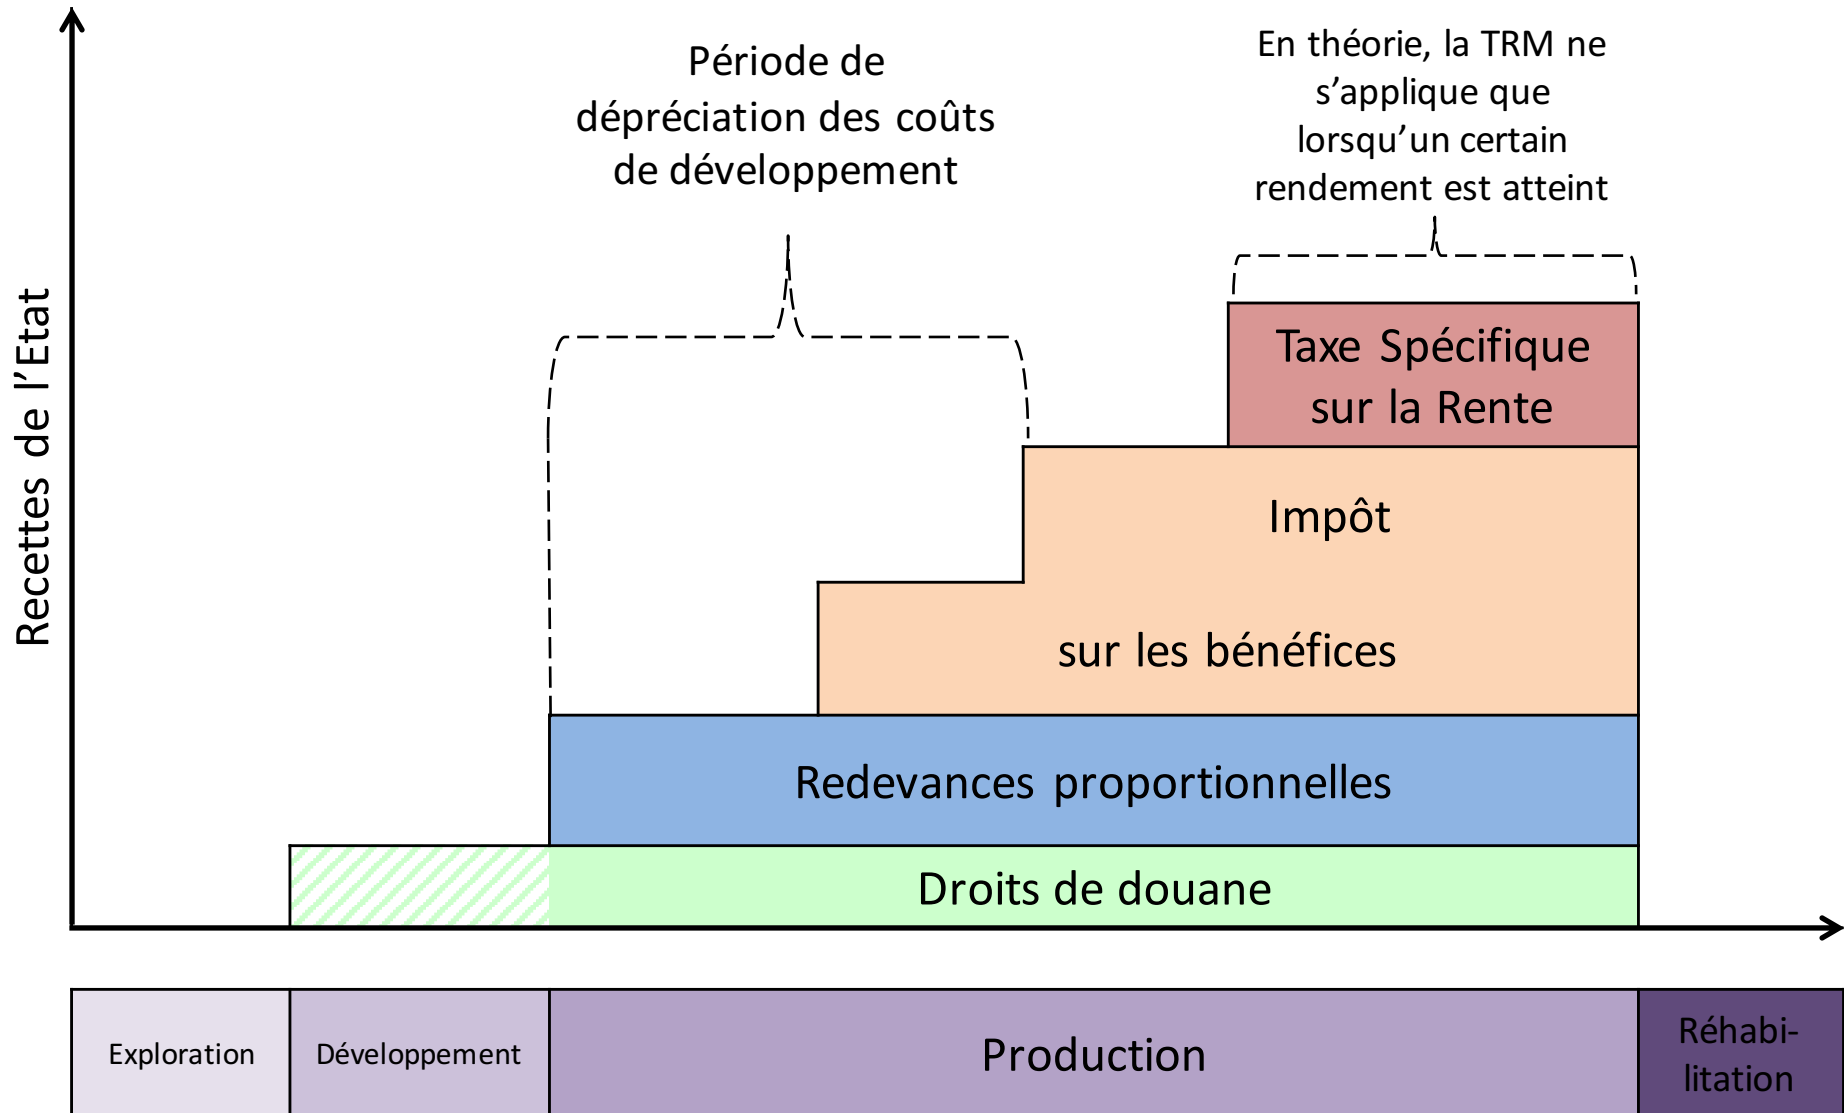 Période de
dépréciation des coûts
de développement
En théorie, la TRM ne
s’applique que
lorsqu’un certain
rendement est atteint
Recettes de l’Etat
Taxe Spécifique
sur la Rente
Impôt
sur les bénéfices
Redevances proportionnelles
Droits de douane
Exploration
Développement
Production
Réhabi-
litation